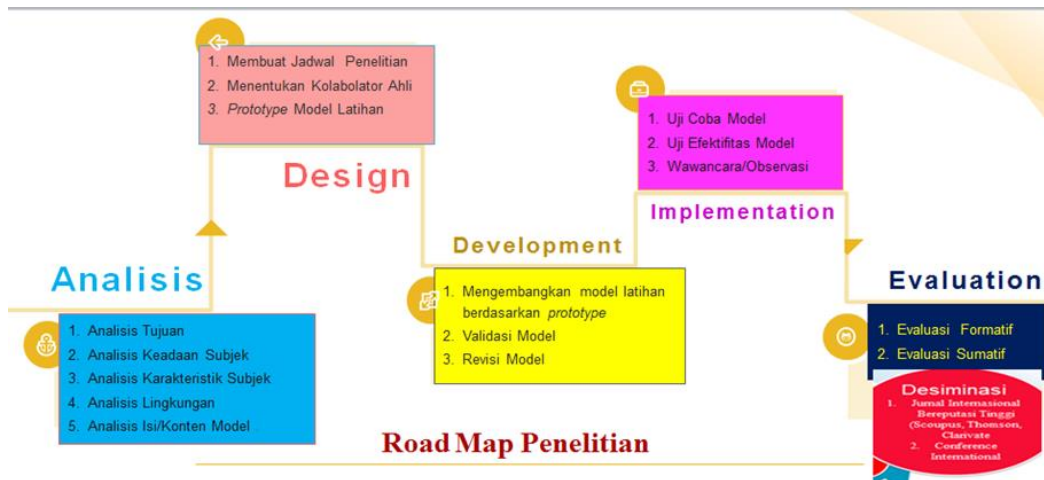 Analisis
1. Analisis Tujuan
2. Analisis Keadaan Subjek
3. Analisis Karakteristik Subjek
4. Analisis Lingkungan
5. Analisis Isi/Konten Model
1. Membuat Jadwal Penelitian
2. Menentukan Kolabolator Ahli
3. Prototype Model Latihan
Design
Development
1. Mengembangkan model latihan
berdasarkan prototype
2. Validasi Model
3. Revisi Model
1. Uji Coba Model
2. Uji Efektifitas Model
3. Wawancara/Observasi
Implementation
Evaluation
1. Evaluasi Formatif
2. Evaluasi Sumatif
Desiminasi
1. Jumal Intemasional
Bereputasi Tinggi
(Scoupus, Thomson,
Clarivate
2. Conference
International
Road Map Penelitian